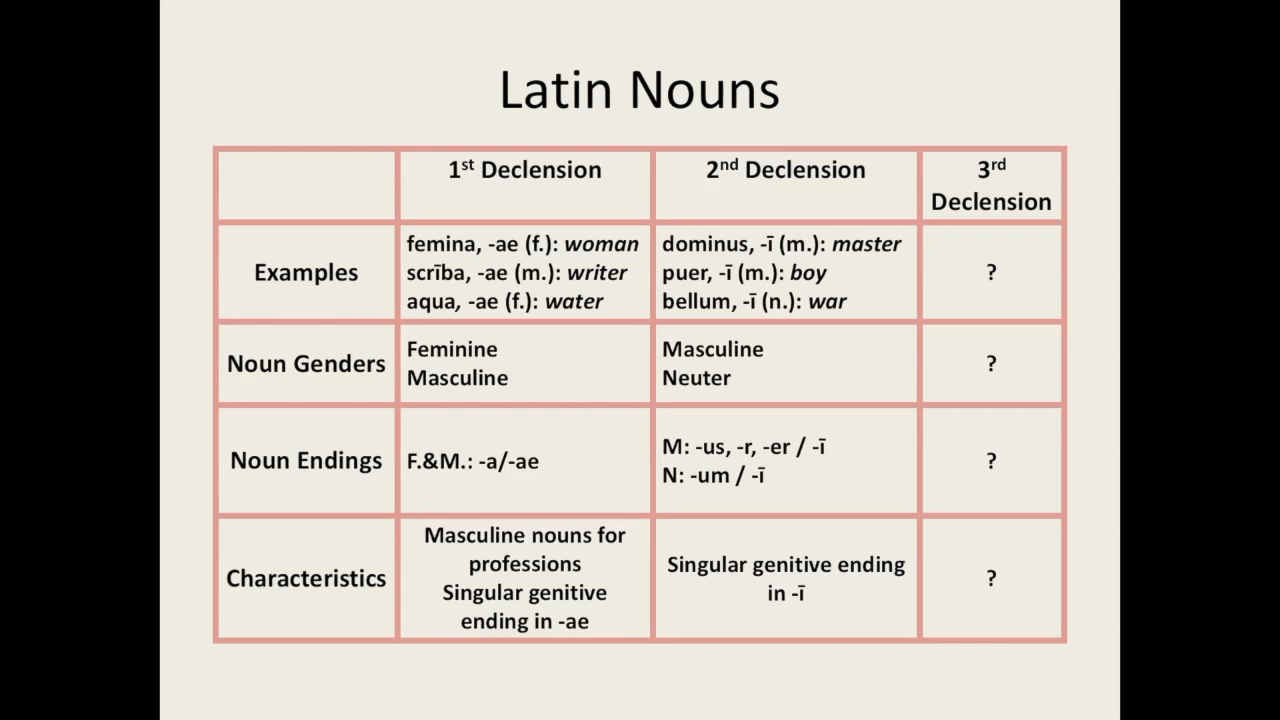 Latin Nouns
1st Declension
2nd Declension
3rd
Declension
Examples
femina, -ae (f.): woman
scrība, -ae (m.): writer
aqua, -ae (f.): water
dominus, -ī (m.): master
puer, -ī (m.): boy
bellum, -ī (n.): war
?
Noun Genders
Feminine
Masculine
Masculine
Neuter
?
Noun Endings
F.&M.: -a/-ae
M: -us, -r, -er / -ī
N: -um / -ī
?
Characteristics
Masculine nouns for
professions
Singular genitive
ending in -ae
Singular genitive ending
in -ī
?